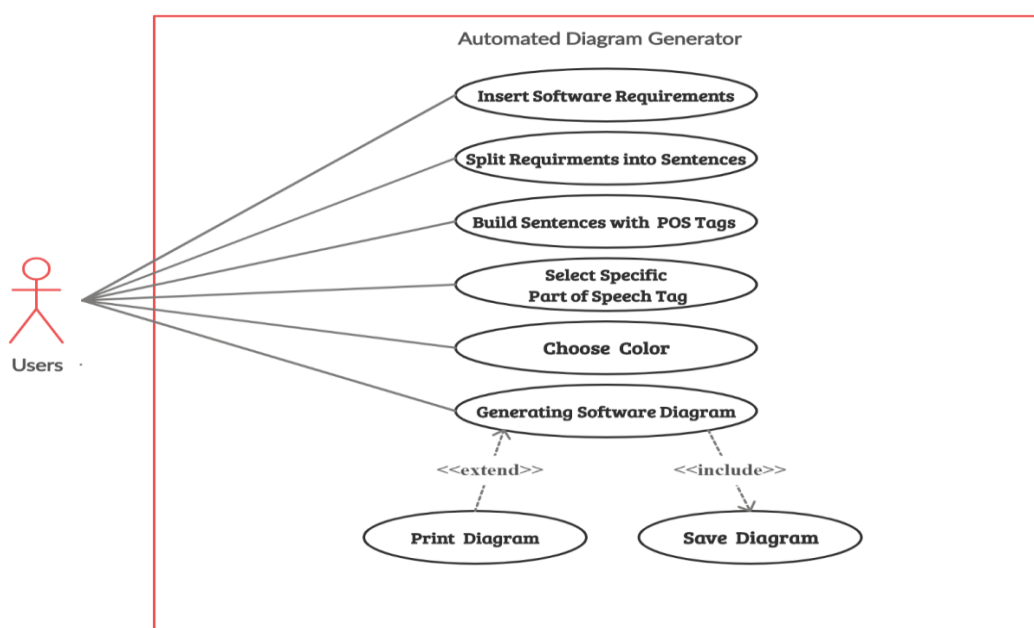 Automated Diagram Generator
Insert Software Requirements
Split Requirments into Sentences
Build Sentences with POS Tags
Select Specific
Part of Speech Tag
Choose Color
Users
Generating Software Diagram
<<extend>>
<<include>>
Print Diagram
Save Diagram